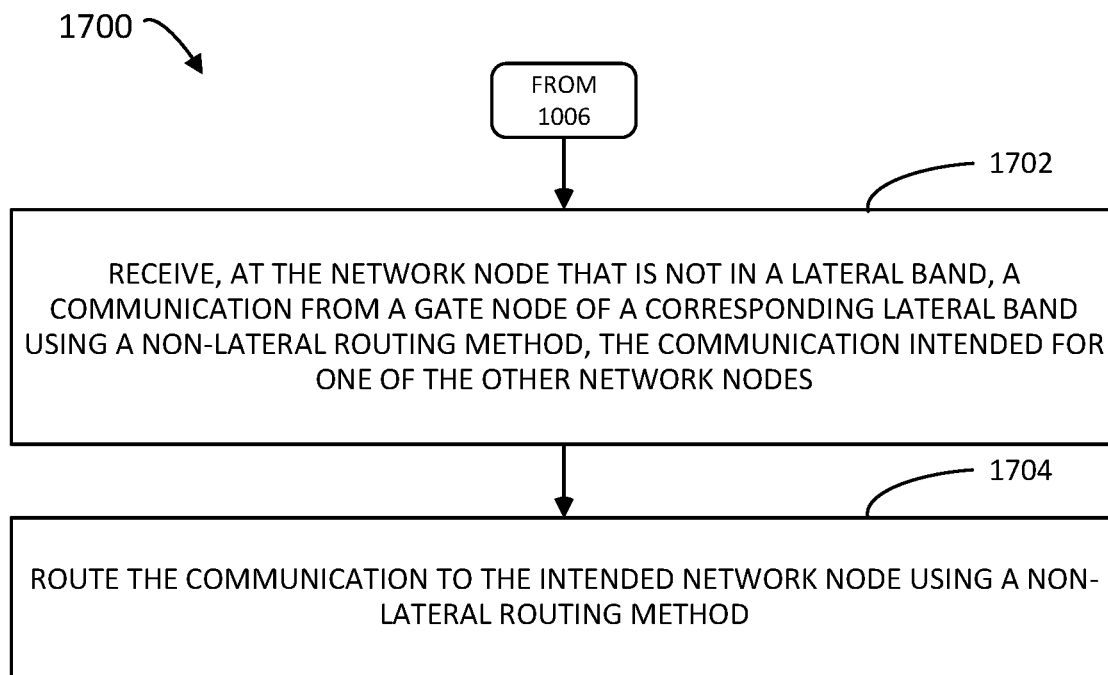 1700
FROM
1006
1702
RECEIVE, AT THE NETWORK NODE THAT IS NOT IN A LATERAL BAND, A
COMMUNICATION FROM A GATE NODE OF A CORRESPONDING LATERAL BAND
USING A NON-LATERAL ROUTING METHOD, THE COMMUNICATION INTENDED FOR
ONE OF THE OTHER NETWORK NODES
1704
ROUTE THE COMMUNICATION TO THE INTENDED NETWORK NODE USING A NON-
LATERAL ROUTING METHOD